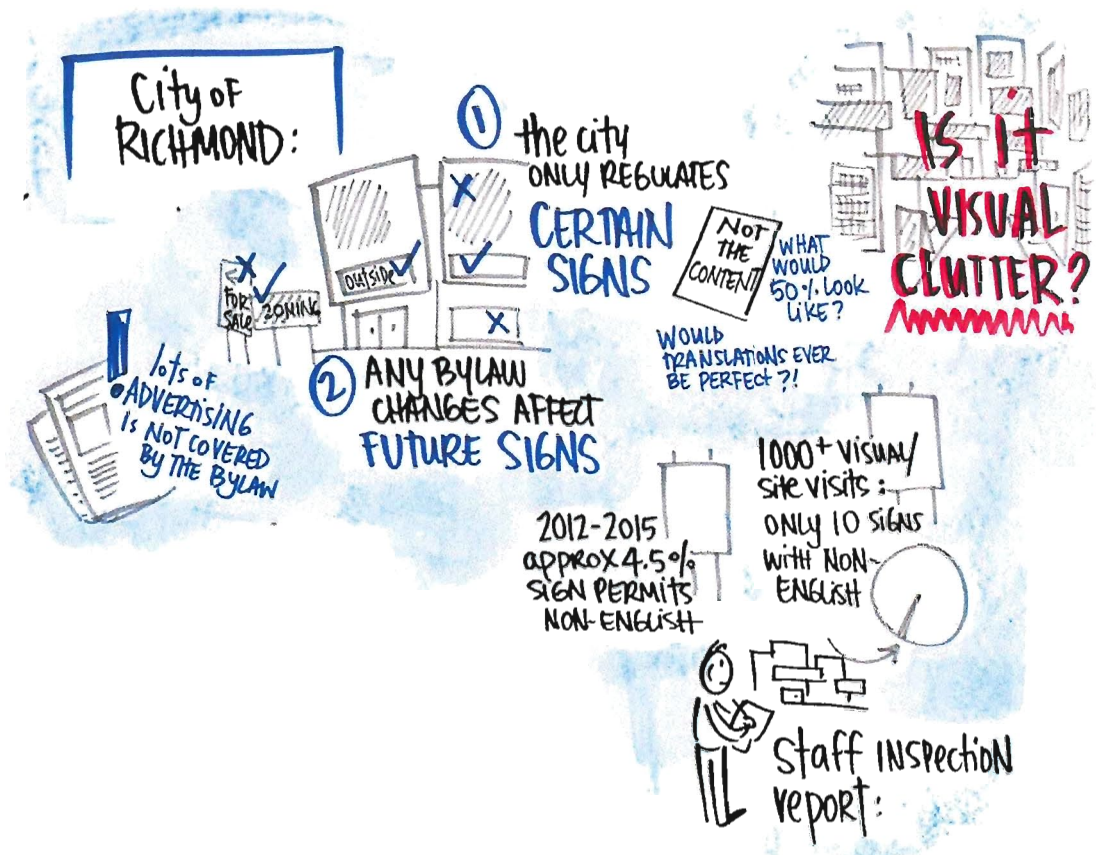 City OF
RICHMOND:
1
the city
ONLY REGULATES
CERTAIN
SIGNS
OUTSIDE
FOR
SALE
ZONING
NOT
THE
CONTENT
WHAT
WOULD
50% LOOK
LIKE?
WOULD
TRANSLATIONS EVER
BE PERFECT?!
IS IT
VISUAL
CLUTTER?
2
ANY BYLAW
CHANGES AFFECT
FUTURE SIGNS
lots of
ADVERTISING
IS NOT COVERED
BY THE BYLAW
2012-2015
approx 4.5%
SIGN PERMITS
NON-ENGLISH
1000+ VISUAL/
site visits:
ONLY 10 SIGNS
WITH NON-
ENGLISH
Staff INSPECTION
report: